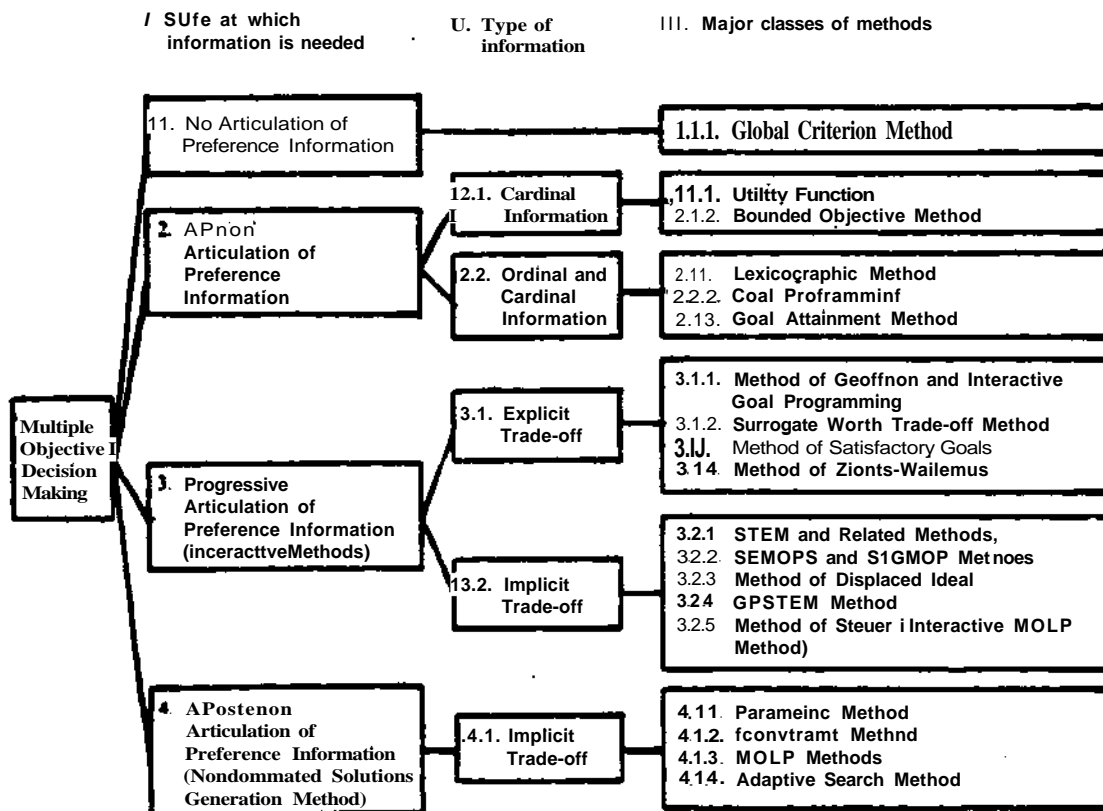 I SUfe at which
information is needed
U. Type of
information
III. Major classes of methods
11. No Articulation of
Preference Information
1.1.1. Global Criterion Method
2. APnon
Articulation of
Preference
Information
12.1. Cardinal
I Information
,11.1. Utiltty Function
2.1.2. Bounded Objective Method
2.2. Ordinal and
Cardinal
Information
2.11. Lexicographic Method
2.2.2. Coal Proframminf
2.13. Goal Attainment Method
Multiple
Objective I
Decision
Making
3. Progressive
Articulation of
Preference Information
(inceracttveMethods)
3.1. Explicit
Trade-off
3.1.1. Method of Geoffnon and Interactive
Goal Programming
3.1.2. Surrogate Worth Trade-off Method
3.IJ. Method of Satisfactory Goals
3.14. Method of Zionts-Wailemus
13.2. Implicit
Trade-off
3.2.1 STEM and Related Methods,
3.2.2. SEMOPS and S1GMOP Metnoes
3.2.3 Method of Displaced Ideal
3.24 GPSTEM Method
3.2.5 Method of Steuer i Interactive MOLP
Method)
4. APostenon
Articulation of
Preference Information
(Nondommated Solutions
Generation Method)
.4.1. Implicit
Trade-off
4.11. Parameinc Method
4.1.2. fconvtramt Methnd
4.1.3. MOLP Methods
4.14. Adaptive Search Method